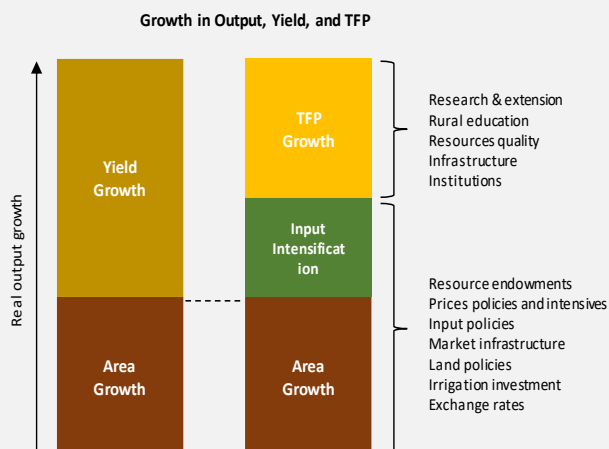 Growth in Output, Yield, and TFP
Real output growth
Yield
Growth
Area
Growth
TFP
Growth
Input
Intensificat
ion
Area
Growth
Research & extension
Rural education
Resources quality
Infrastructure
Institutions
Resource endowments
Prices policies and intensives
Input policies
Market infrastructure
Land policies
Irrigation investment
Exchange rates